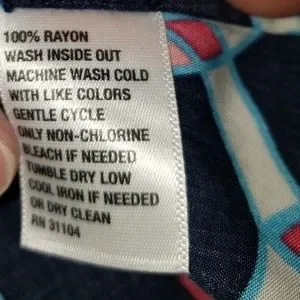 100% RAYON
WASH INSIDE OUT
MACHINE WASH COLD
WITH LIKE COLORS
GENTLE CYCLE
ONLY NON-CHLORINE
BLEACH IF NEEDED
TUMBLE DRY LOW
COOL IRON IF NEEDED
OR DRY CLEAN
RN 31104